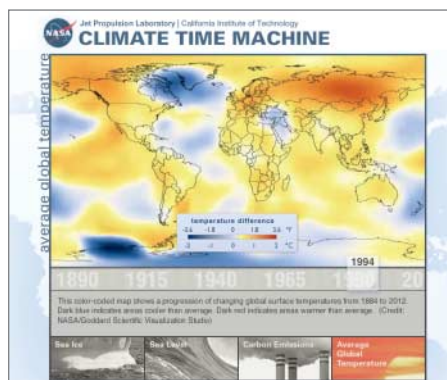 Jet Propulsion Laboratory | California Institute of Technology
NASA CLIMATE TIME MACHINE
average global temperature
temperature difference
-3.6 -1.8 0 1.8 3.6 °F
-2 -1 0 1 2 °C
1994
1890 1915 1940 1965 20
This color-coded map shows a progression of changing global surface temperatures from 1884 to 2012.
Dark blue indicates areas cooler than average. Dark red indicates areas warmer than average. (Credit:
NASA/Goddard Scientific Visualization Studio)
Sea Ice
Sea Level
Carbon Emissions
Average
Global
Temperature